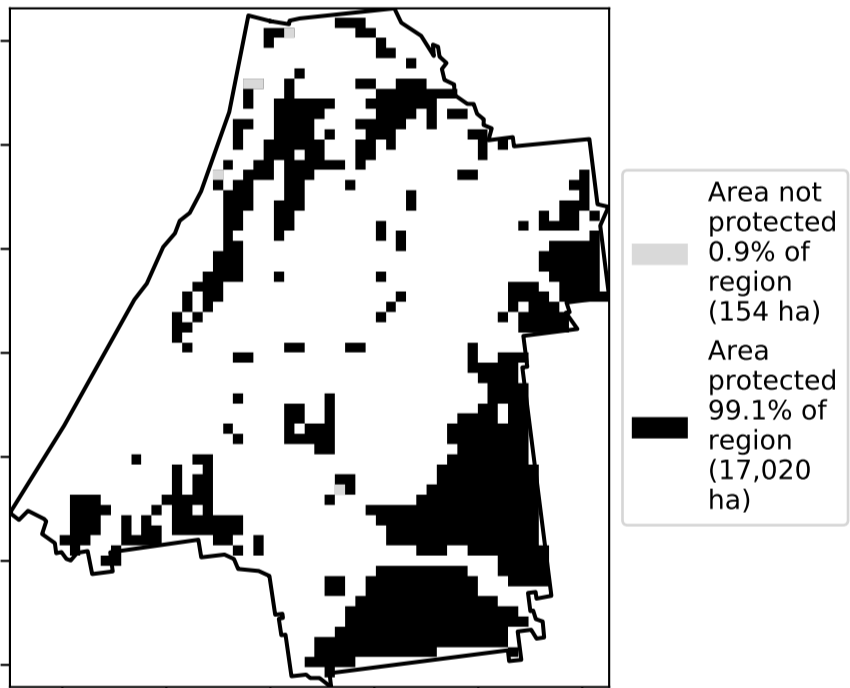 Area not
protected
0.9% of
region
(154 ha)
Area
protected
99.1% of
region
(17,020
ha)